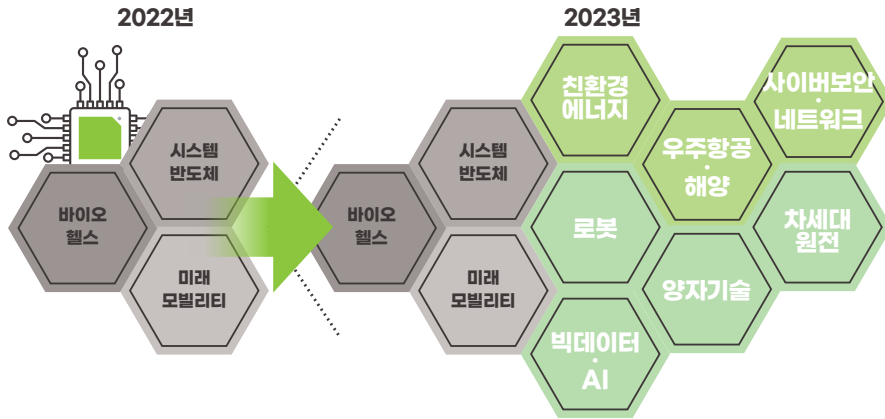 2022년
2023년
시스템
반도체
바이오
헬스
미래
모빌리티
시스템
반도체
바이오
헬스
미래
모빌리티
친환경
에너지
로봇
빅데이터
·
AI
우주항공
·
해양
양자기술
사이버보안
·
네트워크
차세대
원전